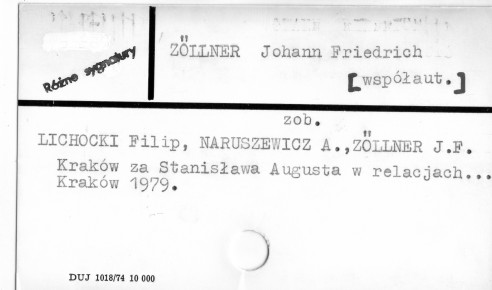 Różne sygnatury
ZÖLLNER Johann Friedrich
[współaut.]
zob.
LICHOCKI Filip, NARUSZEWICZ A.,ZÖLLNER J.F.
Kraków za Stanisława Augusta w relacjach...
Kraków 1979.
DUJ 1018/74 10 000